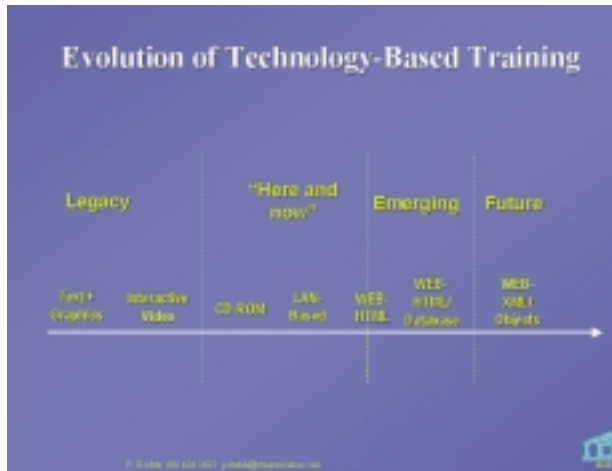 Evolution of Technology-Based Training
Legacy
"Here and
now"
Emerging
Future
Text +
Graphics
Interactive
Video
CD-ROM
LAN-
Based
WEB-
HTML
WEB-
HTML/
Database
WEB-
XML/
Objects